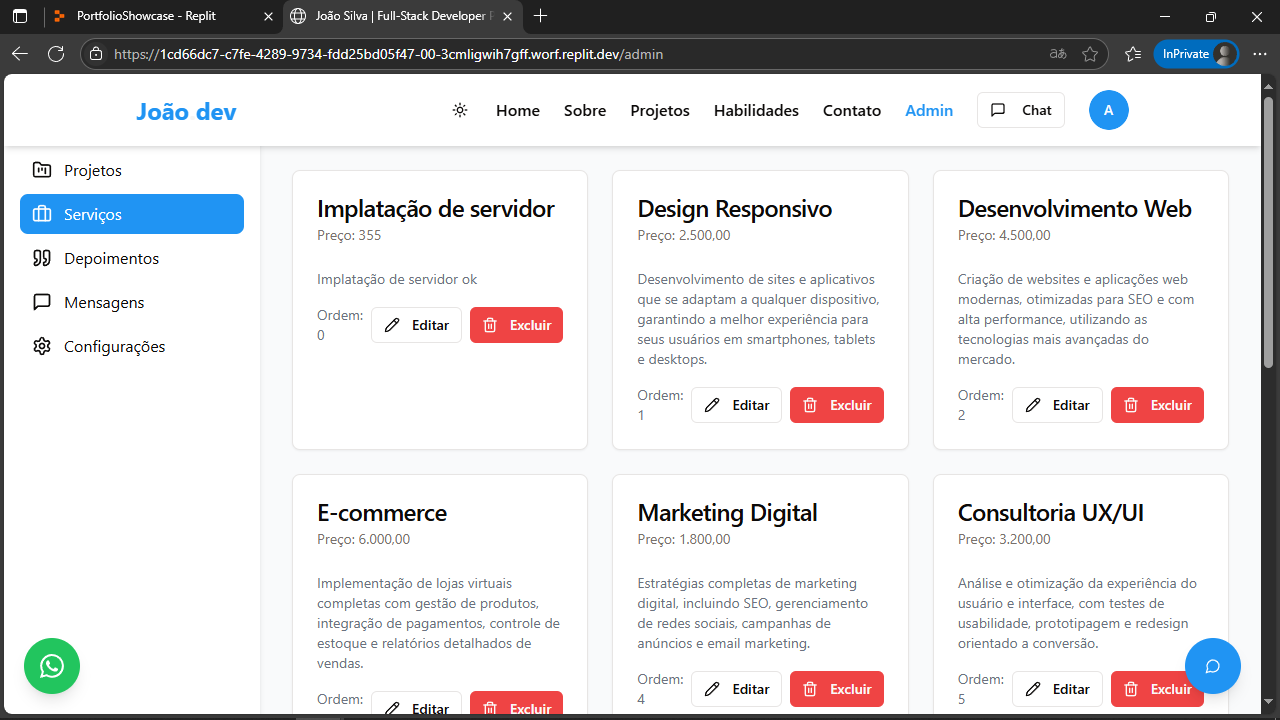 PortfolioShowcase - Replit
João Silva | Full-Stack Developer P
https://1cd66dc7-c7fe-4289-9734-fdd25bd05f47-00-3cmligwih7gff.worf.replit.dev/admin
InPrivate
João dev
Home
Sobre
Projetos
Habilidades
Contato
Admin
Chat
A
Projetos
Serviços
Depoimentos
Mensagens
Configurações
Implatação de servidor
Preço: 355
Implatação de servidor ok
Ordem:
0
Editar
Excluir
Design Responsivo
Preço: 2.500,00
Desenvolvimento de sites e aplicativos
que se adaptam a qualquer dispositivo,
garantindo a melhor experiência para
seus usuários em smartphones, tablets
e desktops.
Ordem:
1
Editar
Excluir
Desenvolvimento Web
Preço: 4.500,00
Criação de websites e aplicações web
modernas, otimizadas para SEO e com
alta performance, utilizando as
tecnologias mais avançadas do
mercado.
Ordem:
2
Editar
Excluir
E-commerce
Preço: 6.000,00
Implementação de lojas virtuais
completas com gestão de produtos,
integração de pagamentos, controle de
estoque e relatórios detalhados de
vendas.
Ordem:
Editar
Excluir
Marketing Digital
Preço: 1.800,00
Estratégias completas de marketing
digital, incluindo SEO, gerenciamento
de redes sociais, campanhas de
anúncios e email marketing.
Ordem:
4
Editar
Excluir
Consultoria UX/UI
Preço: 3.200,00
Análise e otimização da experiência do
usuário e interface, com testes de
usabilidade, prototipagem e redesign
orientado a conversão.
Ordem:
5
Editar
Excluir